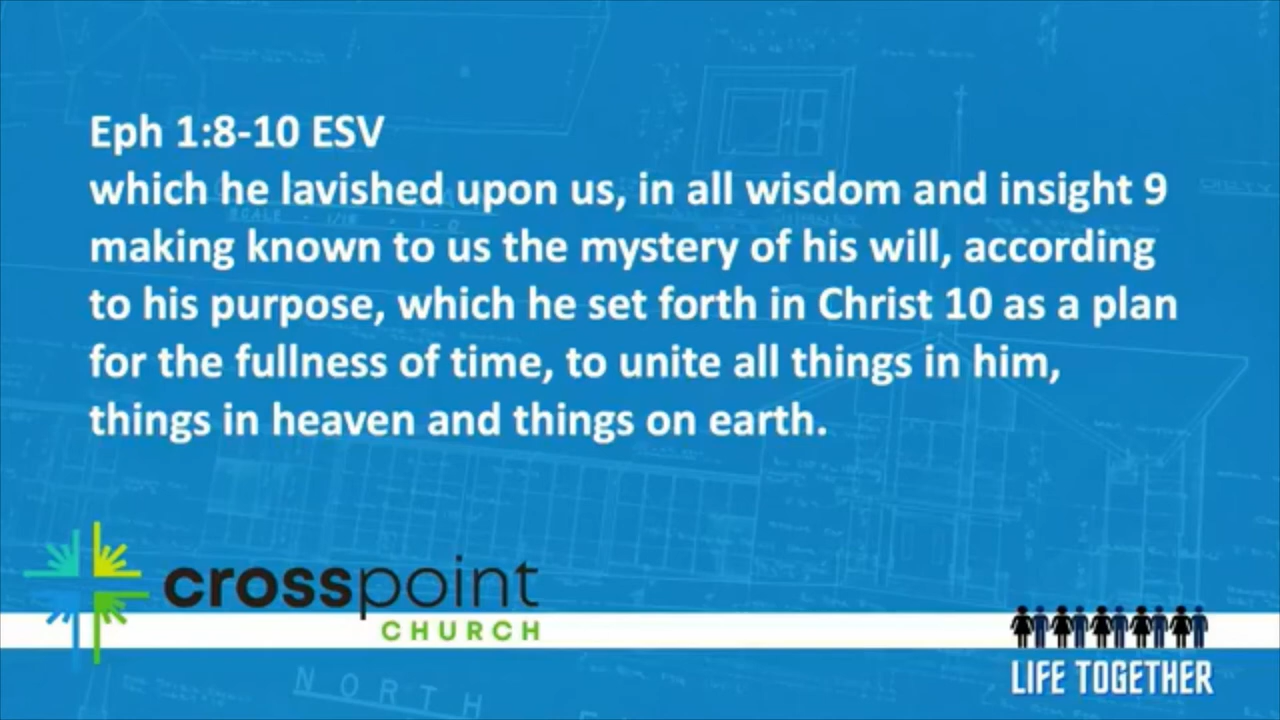 Eph 1:8-10 ESV
which he lavished upon us, in all wisdom and insight 9
making known to us the mystery of his will, according
to his purpose, which he set forth in Christ 10 as a plan
for the fullness of time, to unite all things in him,
things in heaven and things on earth.
crosspoint
CHURCH
LIFE TOGETHER
NORTH